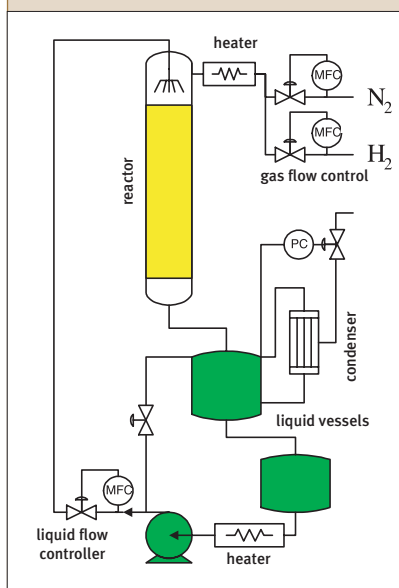 heater
MFC
N2
MFC
H2
gas flow control
reactor
PC
condenser
liquid vessels
MFC
liquid flow
controller
heater